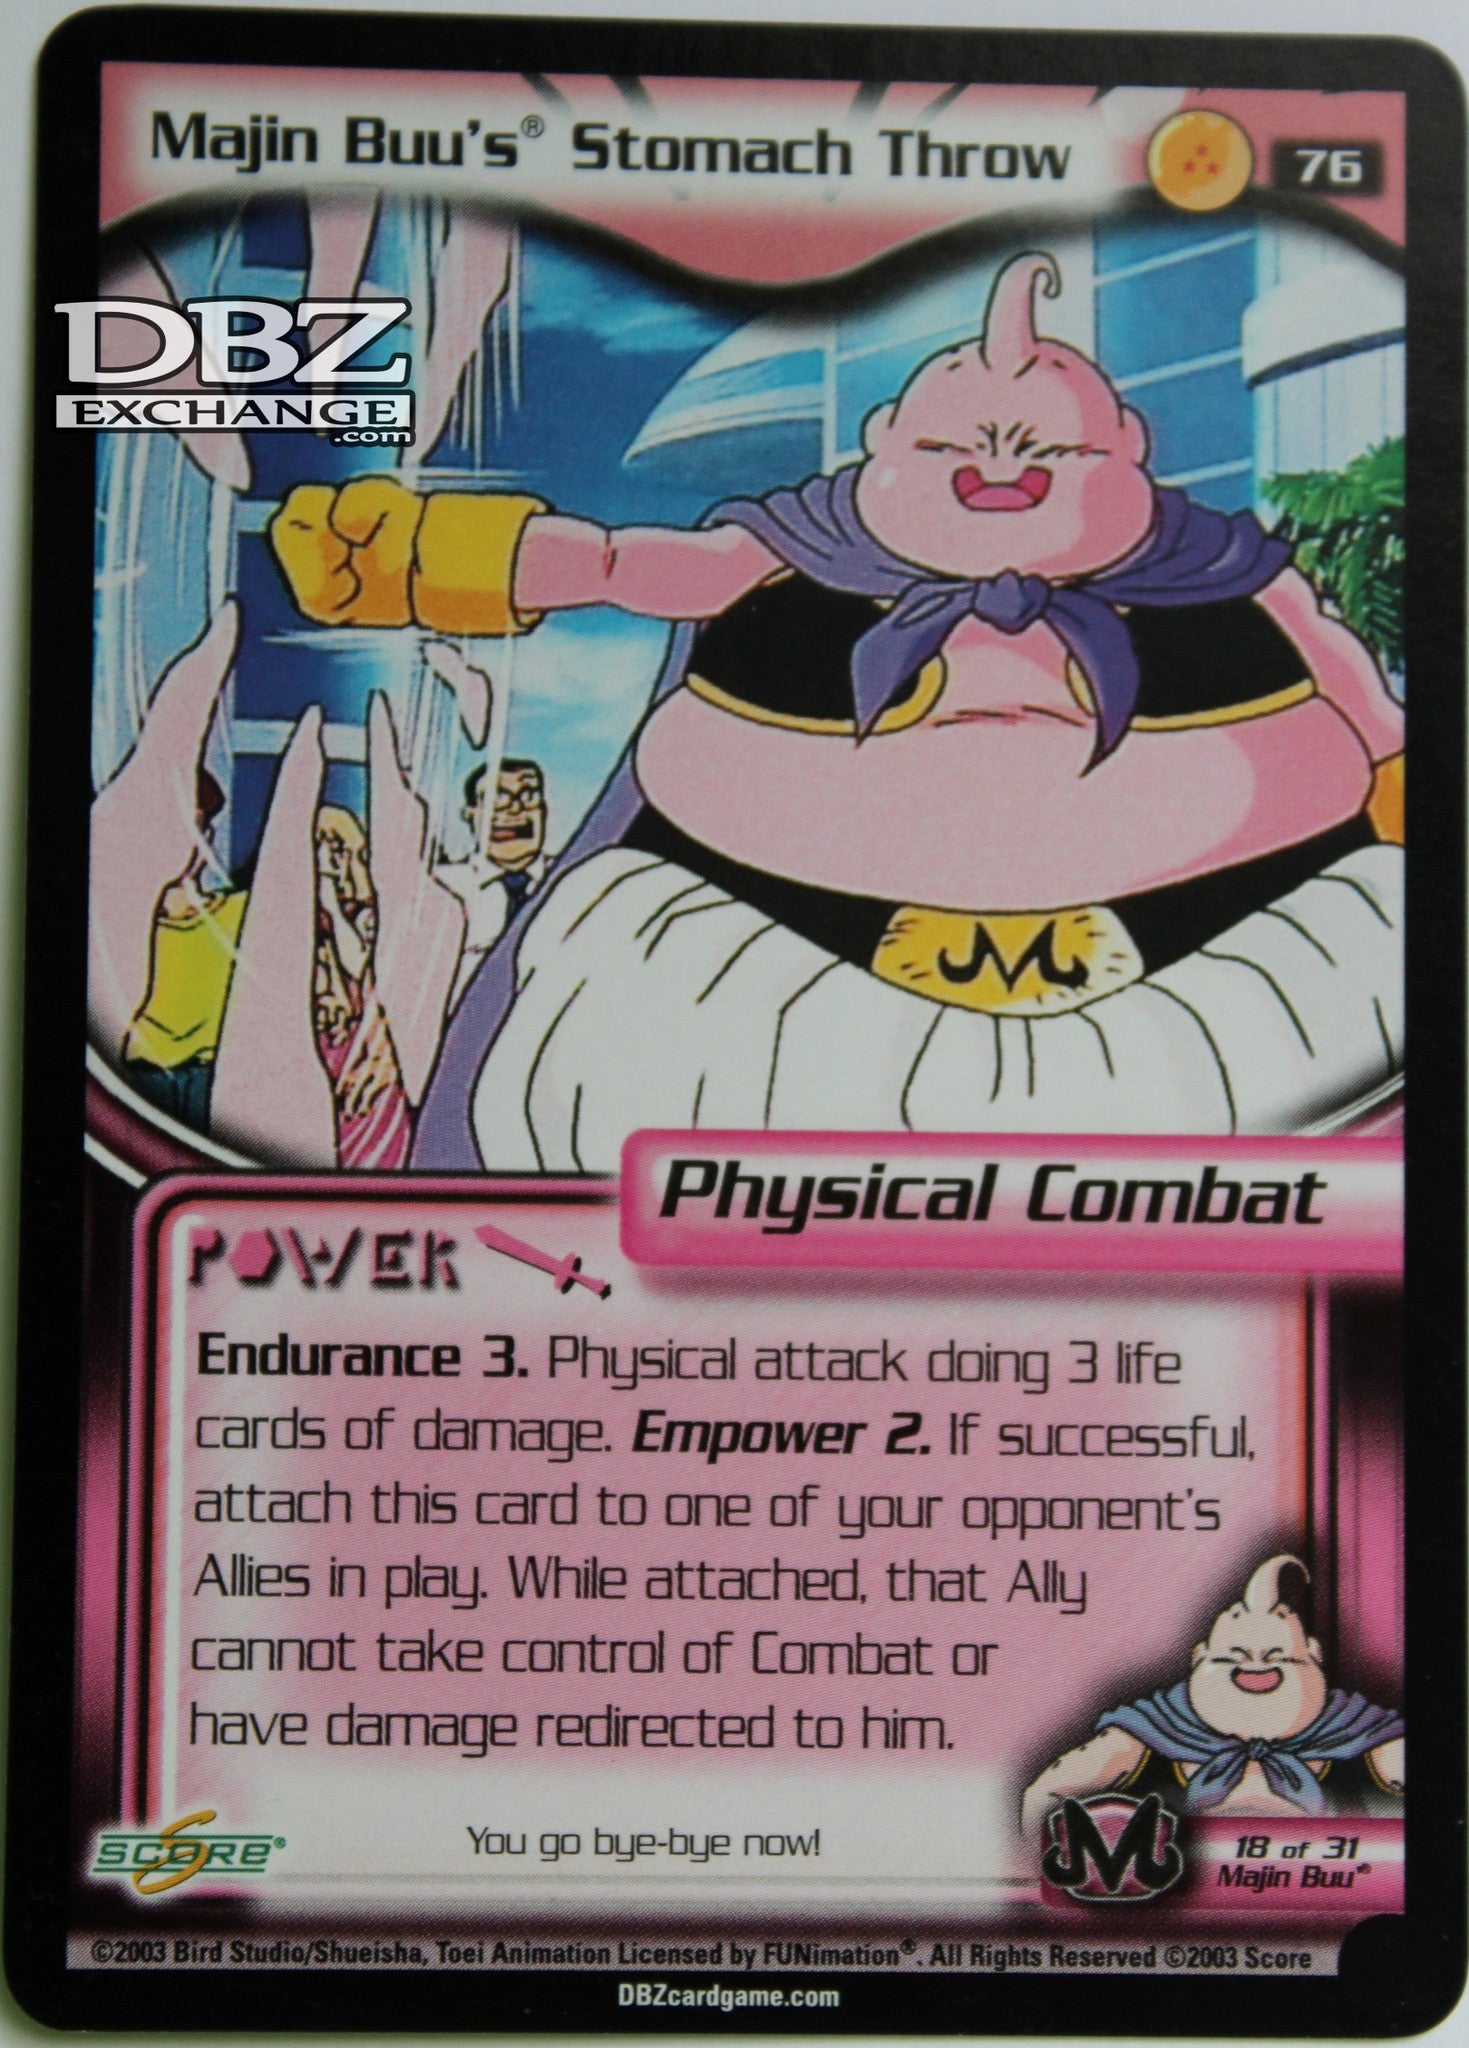 Majin Buu's® Stomach Throw
76
DBZ
EXCHANGE
.com
M
Physical Combat
POWER
Endurance 3. Physical attack doing 3 life
cards of damage. Empower 2. If successful,
attach this card to one of your opponent's
Allies in play. While attached, that Ally
cannot take control of Combat or
have damage redirected to him.
You go bye-bye now!
SCORE®
M
18 of 31
Majin Buu®
©2003 Bird Studio/Shueisha, Toei Animation Licensed by FUNimation®. All Rights Reserved ©2003 Score
DBZcardgame.com